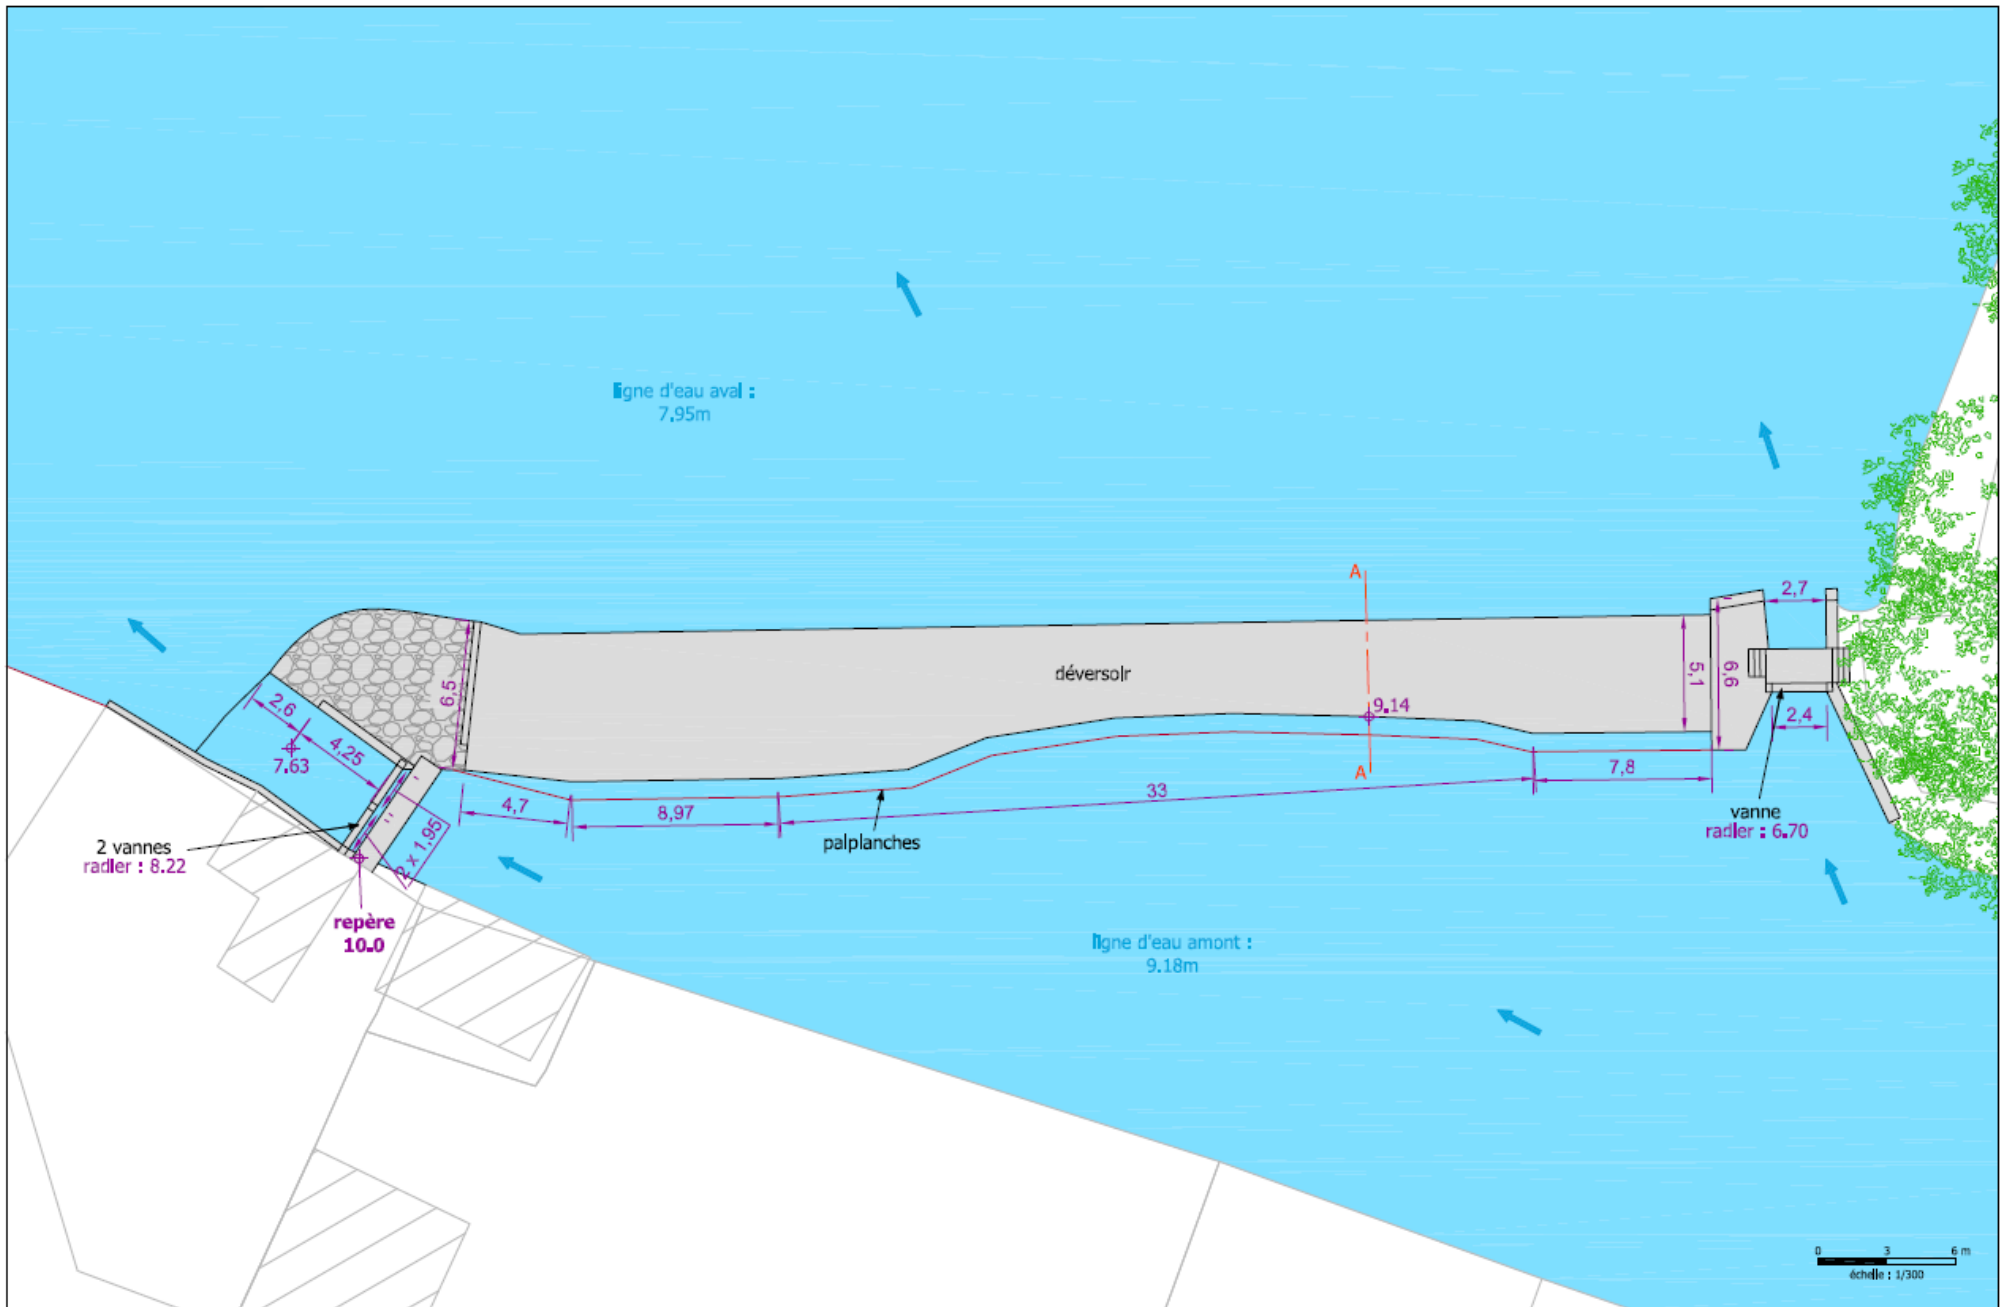 ligne d'eau aval :
7.95m
A
2,7
déversoir
5,1
6,6
6,5
9.14
2,6
4,25
7.63
2,4
A
7,8
33
4,7
8,97
2 x 1,95
palplanches
vanne
radier : 6.70
2 vannes
radier : 8.22
repère
10.0
ligne d'eau amont :
9.18m
0 3 6 m
échelle : 1/300